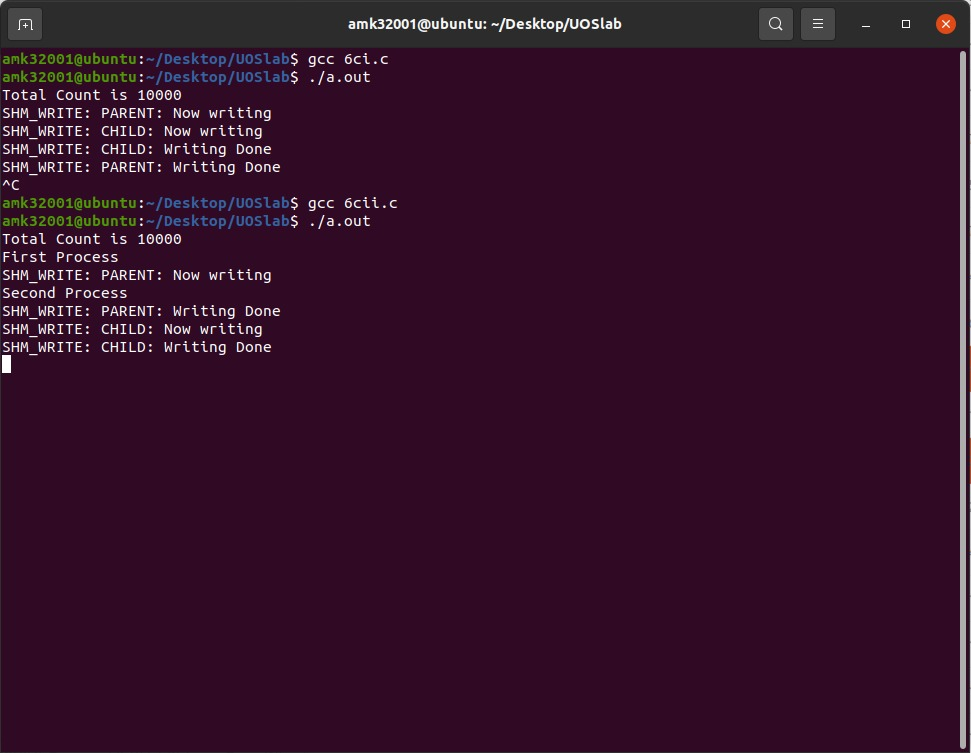 amk32001@ubuntu: ~/Desktop/UOSlab
amk32001@ubuntu:~/Desktop/UOSlab$ gcc 6ci.c
amk32001@ubuntu:~/Desktop/UOSlab$ ./a.out
Total Count is 10000
SHM_WRITE: PARENT: Now writing
SHM_WRITE: CHILD: Now writing
SHM_WRITE: CHILD: Writing Done
SHM_WRITE: PARENT: Writing Done
^C
amk32001@ubuntu:~/Desktop/UOSlab$ gcc 6cii.c
amk32001@ubuntu:~/Desktop/UOSlab$ ./a.out
Total Count is 10000
First Process
SHM_WRITE: PARENT: Now writing
Second Process
SHM_WRITE: PARENT: Writing Done
SHM_WRITE: CHILD: Now writing
SHM_WRITE: CHILD: Writing Done